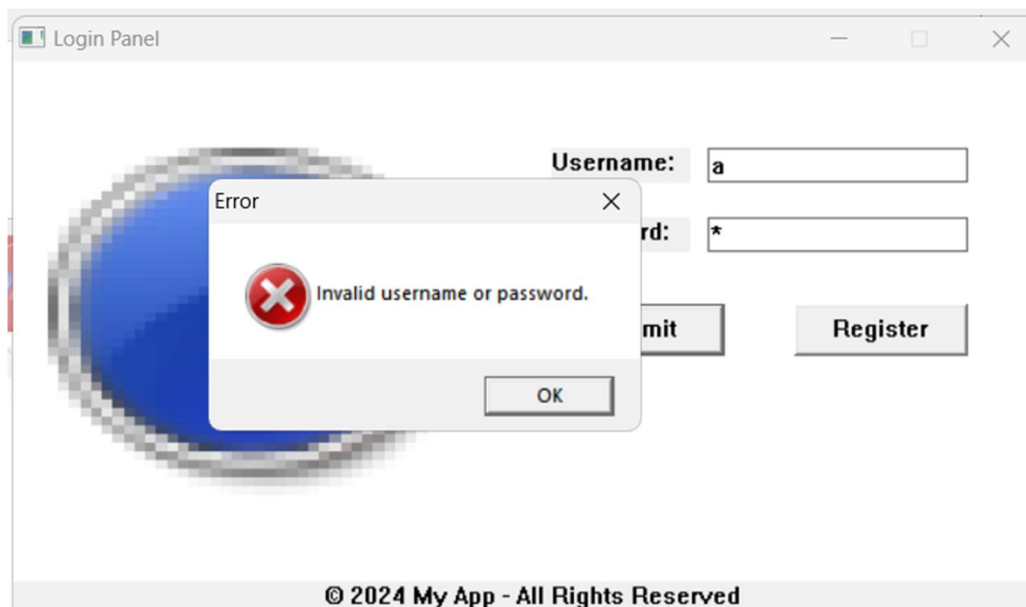 Login Panel
Username:
a
Error
rd:
*
Invalid username or password.
mit
Register
OK
© 2024 My App - All Rights Reserved